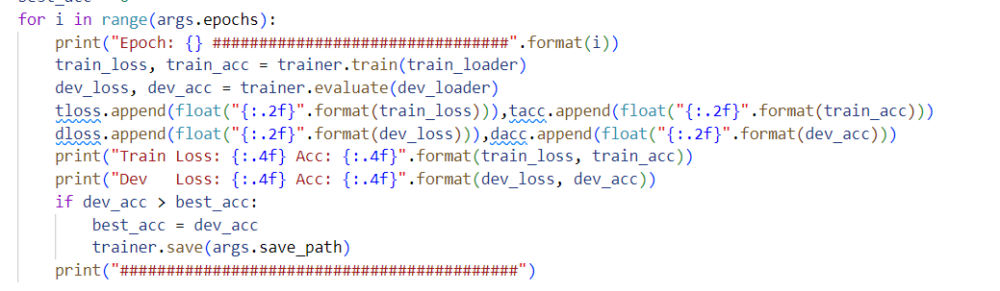 for i in range(args.epochs):
    print("Epoch: {} ################################".format(i))
    train_loss, train_acc = trainer.train(train_loader)
    dev_loss, dev_acc = trainer.evaluate(dev_loader)
    tloss.append(float("{:.2f}".format(train_loss))),tacc.append(float("{:.2f}".format(train_acc)))
    dloss.append(float("{:.2f}".format(dev_loss))),dacc.append(float("{:.2f}".format(dev_acc)))
    print("Train Loss: {:.4f} Acc: {:.4f}".format(train_loss, train_acc))
    print("Dev   Loss: {:.4f} Acc: {:.4f}".format(dev_loss, dev_acc))
    if dev_acc > best_acc:
        best_acc = dev_acc
        trainer.save(args.save_path)
    print("###########################################")